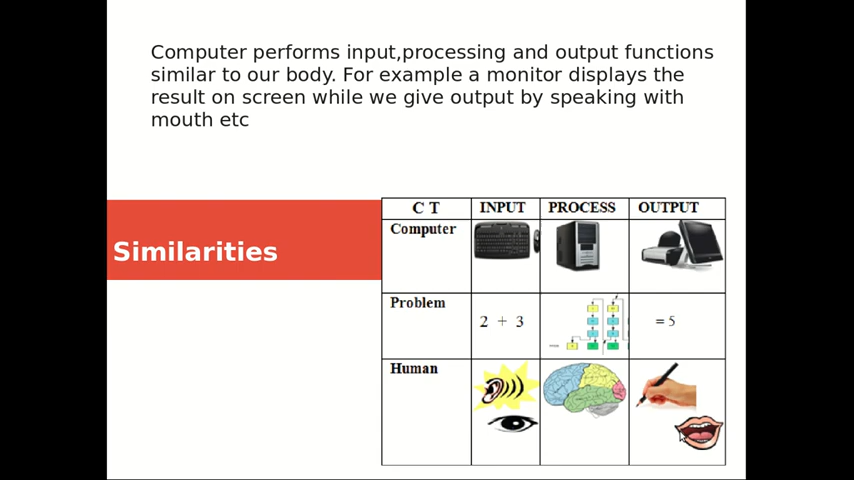 Computer performs input,processing and output functions
similar to our body. For example a monitor displays the
result on screen while we give output by speaking with
mouth etc
Similarities
C T INPUT PROCESS OUTPUT
Computer
Problem
2 + 3 = 5
Human